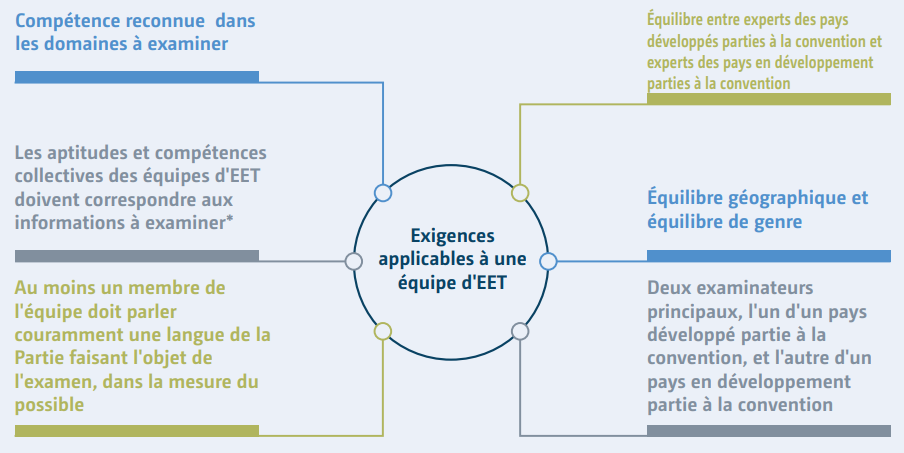 Compétence reconnue dans
les domaines à examiner
Les aptitudes et compétences
collectives des équipes d'EET
doivent correspondre aux
informations à examiner*
Au moins un membre de
l'équipe doit parler
couramment une langue de la
Partie faisant l'objet de
l'examen, dans la mesure du
possible
Exigences
applicables à une
équipe d'EET
Équilibre entre experts des pays
développés parties à la convention et
experts des pays en développement
parties à la convention
Équilibre géographique et
équilibre de genre
Deux examinateurs
principaux, l'un d'un pays
développé partie à la
convention, et l'autre d'un
pays en développement
partie à la convention